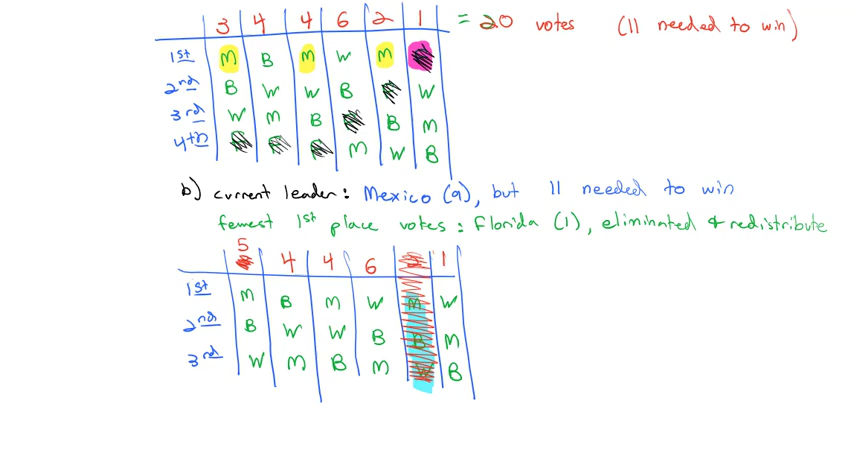 3 4 4 6 2 1 = 20 votes (11 needed to win)
1st M B M W M
2nd B W W B W
3rd W M B B M
4th M W B
b) current leader: Mexico (9), but 11 needed to win
fewest 1st place votes: Florida (1), eliminated & redistribute
5
4 4 6 2 1
1st M B M W M W
2nd B W W B B M
3rd W M B M W B